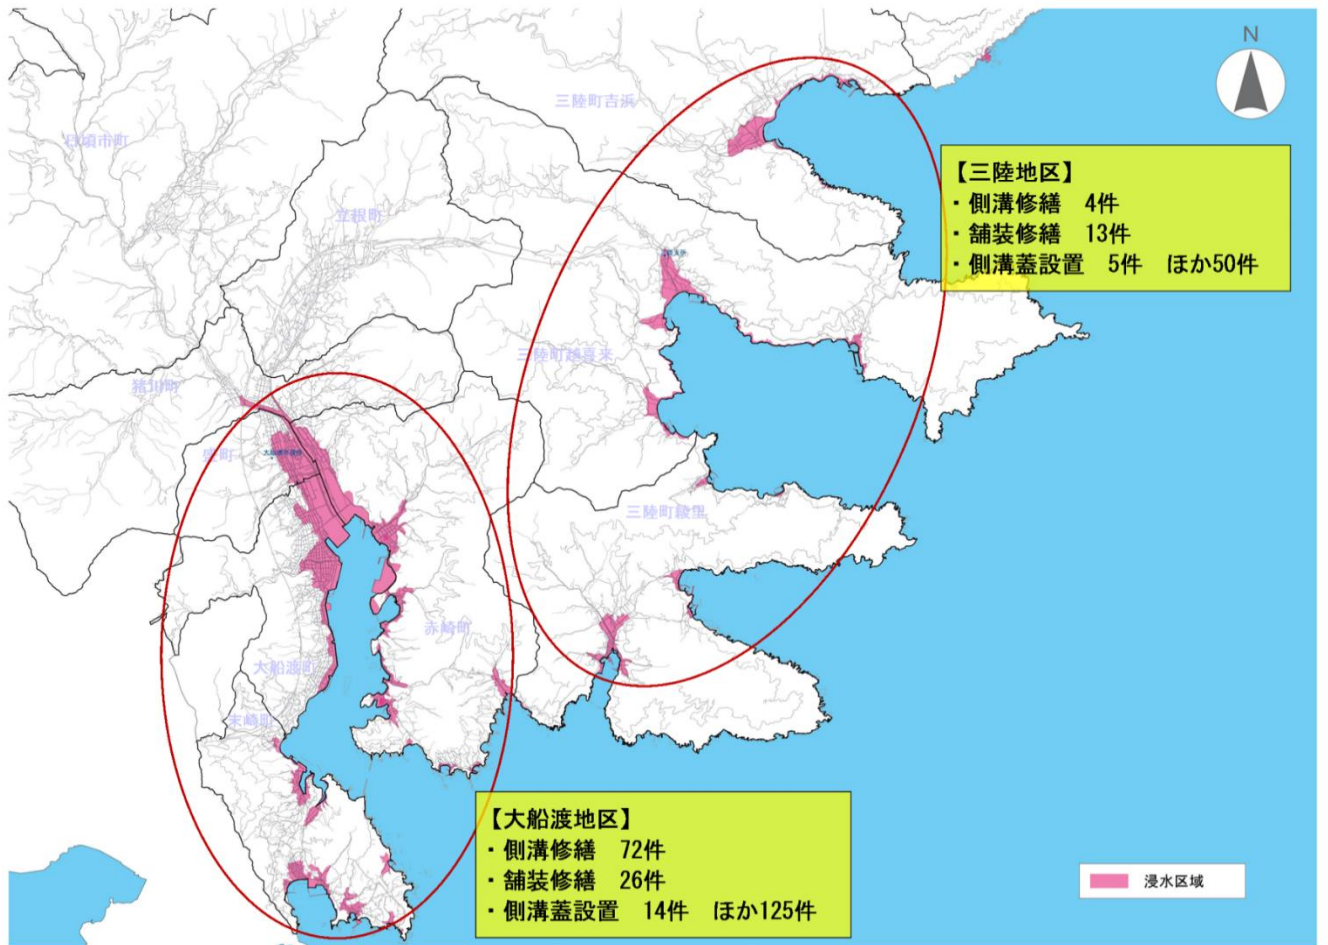 N
三陸町吉浜
日頃市町
【三陸地区】
・側溝修繕 4件
・舗装修繕 13件
・側溝蓋設置 5件 ほか50件
立根町
三陸町越喜来
猪川町
盛町
三陸町綾里
赤崎町
大船渡町
末崎町
【大船渡地区】
・側溝修繕 72件
・舗装修繕 26件
・側溝蓋設置 14件 ほか125件
浸水区域